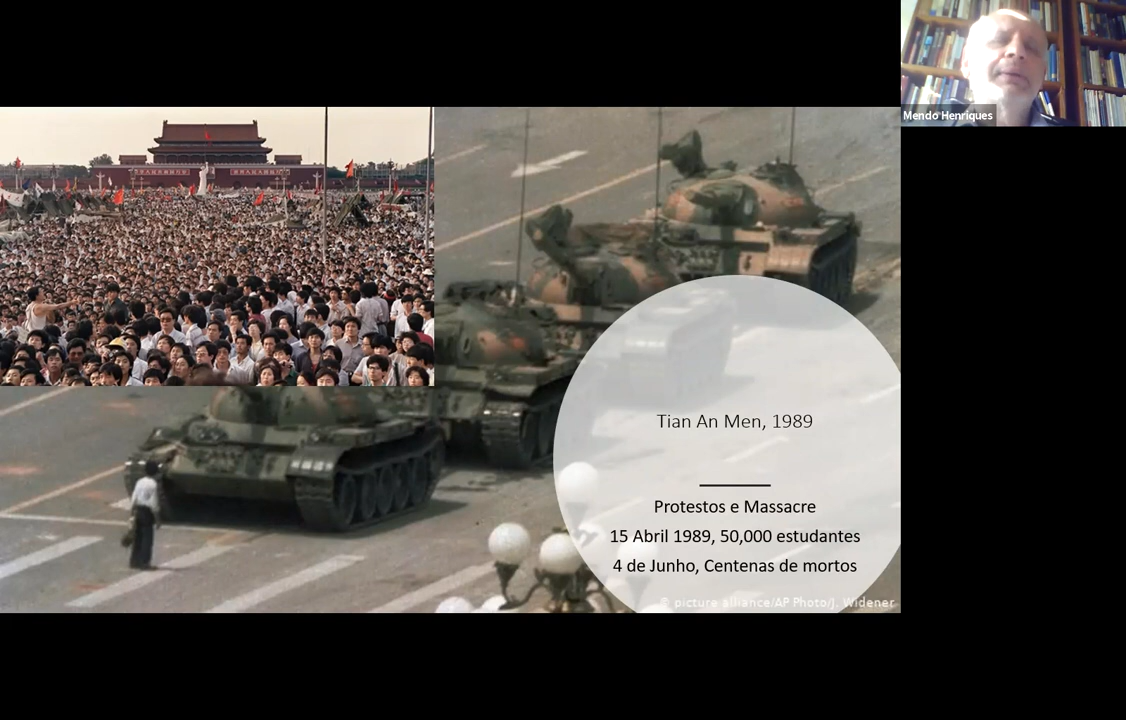 Mendo Henriques
Tian An Men, 1989
Protestos e Massacre
15 Abril 1989, 50,000 estudantes
4 de Junho, Centenas de mortos
© picture alliance/AP Photo/J. Widener